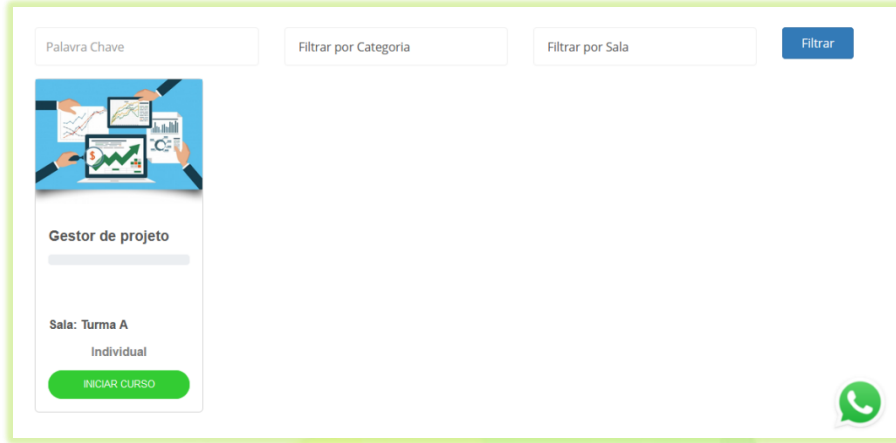 Palavra Chave
Filtrar por Categoria
Filtrar por Sala
Filtrar
$
Gestor de projeto
Sala: Turma A
Individual
INICIAR CURSO